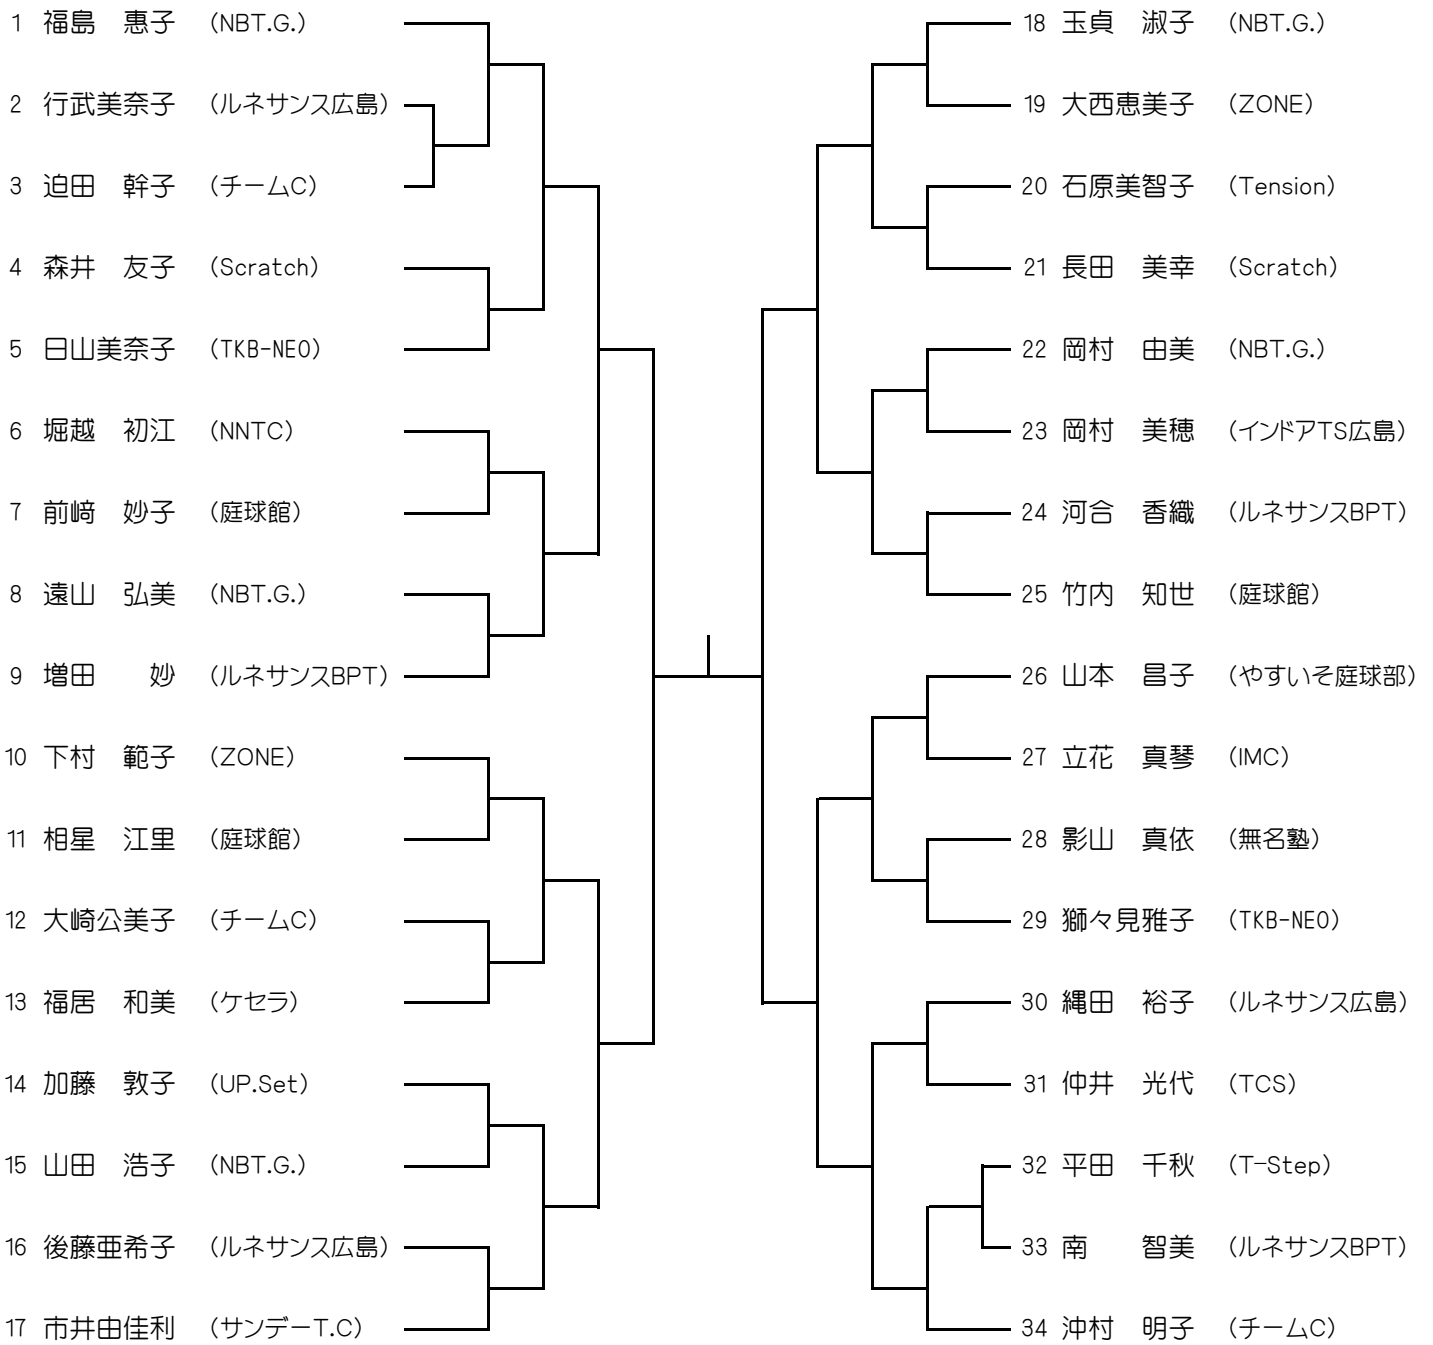 1 福島　惠子 (NBT.G.)
2 行武美奈子 (ルネサンス広島)
3 迫田　幹子 (チームC)
4 森井　友子 (Scratch)
5 日山美奈子 (TKB-NEO)
6 堀越　初江 (NNTC)
7 前﨑　妙子 (庭球館)
8 遠山　弘美 (NBT.G.)
9 増田　　妙 (ルネサンスBPT)
10 下村　範子 (ZONE)
11 相星　江里 (庭球館)
12 大崎公美子 (チームC)
13 福居　和美 (ケセラ)
14 加藤　敦子 (UP.Set)
15 山田　浩子 (NBT.G.)
16 後藤亜希子 (ルネサンス広島)
17 市井由佳利 (サンデーT.C)
18 玉貞　淑子 (NBT.G.)
19 大西恵美子 (ZONE)
20 石原美智子 (Tension)
21 長田　美幸 (Scratch)
22 岡村　由美 (NBT.G.)
23 岡村　美穂 (インドアTS広島)
24 河合　香織 (ルネサンスBPT)
25 竹内　知世 (庭球館)
26 山本　昌子 (やすいそ庭球部)
27 立花　真琴 (IMC)
28 影山　真依 (無名塾)
29 獅々見雅子 (TKB-NEO)
30 縄田　裕子 (ルネサンス広島)
31 仲井　光代 (TCS)
32 平田　千秋 (T-Step)
33 南　　智美 (ルネサンスBPT)
34 沖村　明子 (チームC)